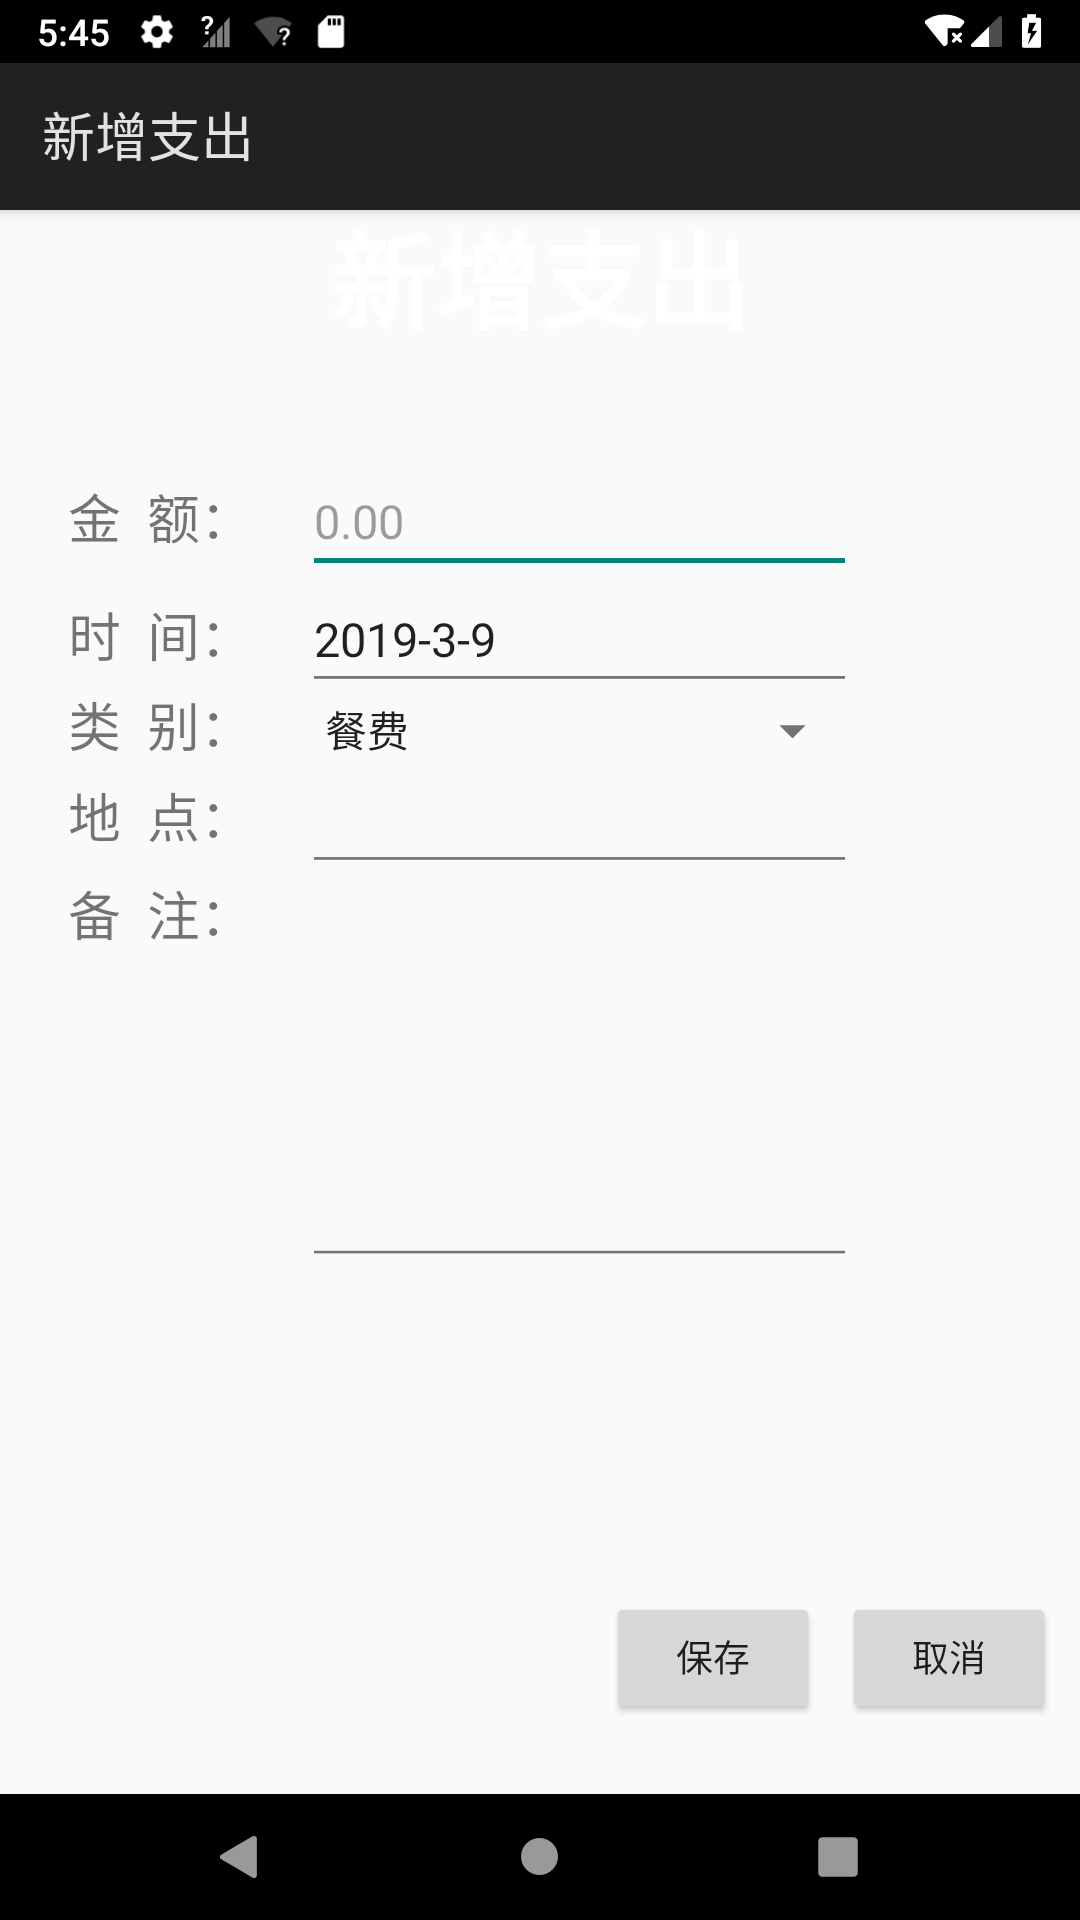 5:45
新增支出
新增支出
金 额: 0.00
时 间: 2019-3-9
类 别: 餐费
地 点:
备 注:
保存 取消